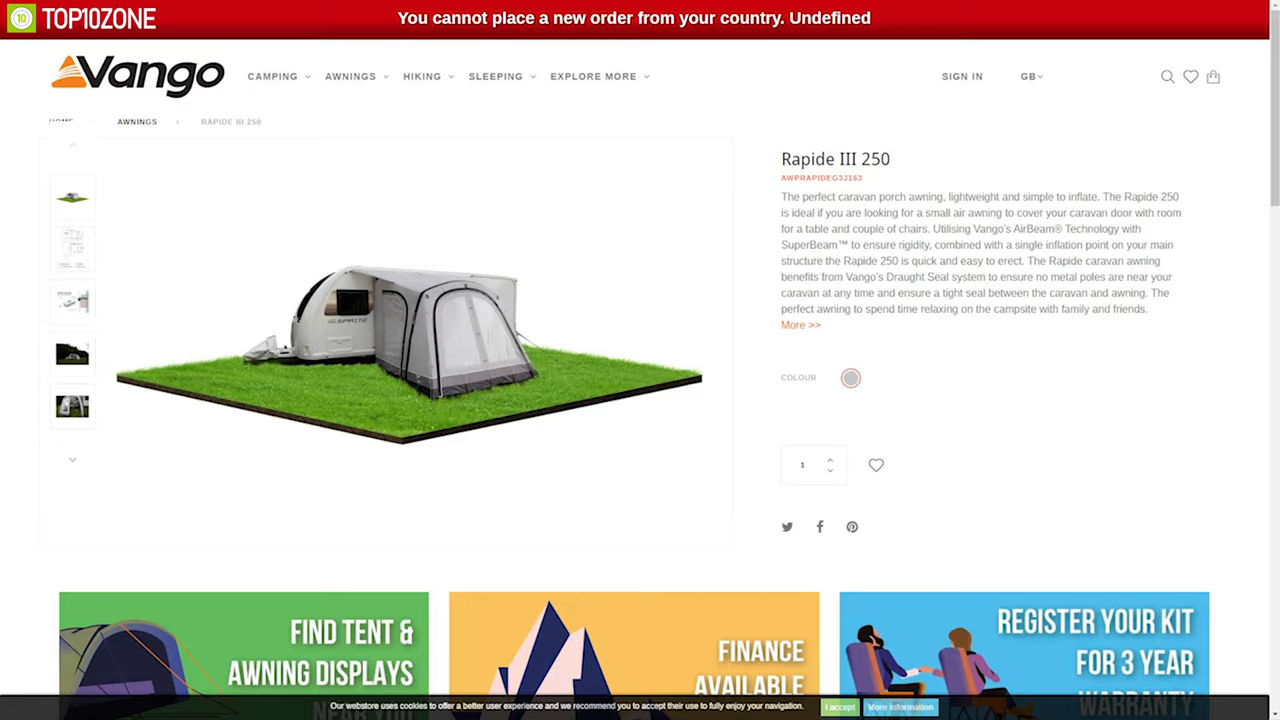 10 TOP10ZONE
You cannot place a new order from your country. Undefined
Vango
CAMPING
AWNINGS
HIKING
SLEEPING
EXPLORE MORE
SIGN IN
GB
HOME
AWNINGS
RAPIDE III 250
Rapide III 250
AWPRAPIDEG3J163
The perfect caravan porch awning, lightweight and simple to inflate. The Rapide 250
is ideal if you are looking for a small air awning to cover your caravan door with room
for a table and couple of chairs. Utilising Vango's AirBeam® Technology with
SuperBeam™ to ensure rigidity, combined with a single inflation point on your main
structure the Rapide 250 is quick and easy to erect. The Rapide caravan awning
benefits from Vango's Draught Seal system to ensure no metal poles are near your
caravan at any time and ensure a tight seal between the caravan and awning. The
perfect awning to spend time relaxing on the campsite with family and friends.
More >>
COLOUR
1
FIND TENT &
AWNING DISPLAYS
NEAR YOU
FINANCE
AVAILABLE
REGISTER YOUR KIT
FOR 3 YEAR
WARRANTY
Our webstore uses cookies to offer a better user experience and we recommend you to accept their use to fully enjoy your navigation.
I accept
More Information